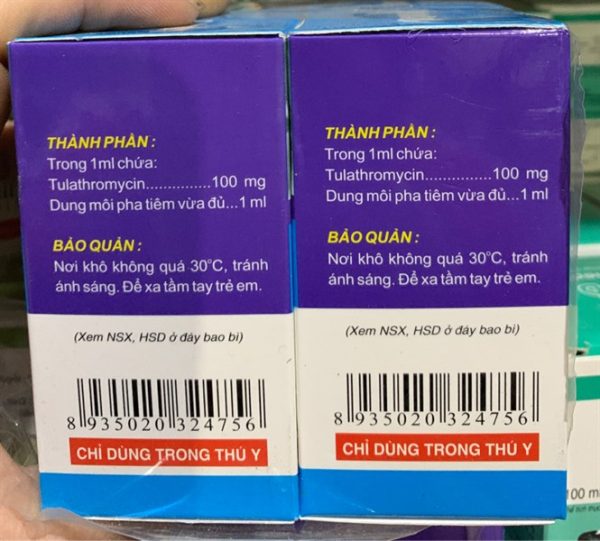 THÀNH PHẦN :
Trong 1ml chứa:
Tulathromycin...............100 mg
Dung môi pha tiêm vừa đủ...1 ml
BẢO QUẢN :
Nơi khô không quá 30°C, tránh
ánh sáng. Để xa tầm tay trẻ em.
(Xem NSX, HSD ở đáy bao bì)
8 935020 324756
CHỈ DÙNG TRONG THÚ Y
THÀNH PHẦN :
Trong 1ml chứa:
Tulathromycin...............100 mg
Dung môi pha tiêm vừa đủ...1 ml
BẢO QUẢN :
Nơi khô không quá 30°C, tránh
ánh sáng. Để xa tầm tay trẻ em.
(Xem NSX, HSD ở đáy bao bì)
8 935020 324756
CHỈ DÙNG TRONG THÚ Y